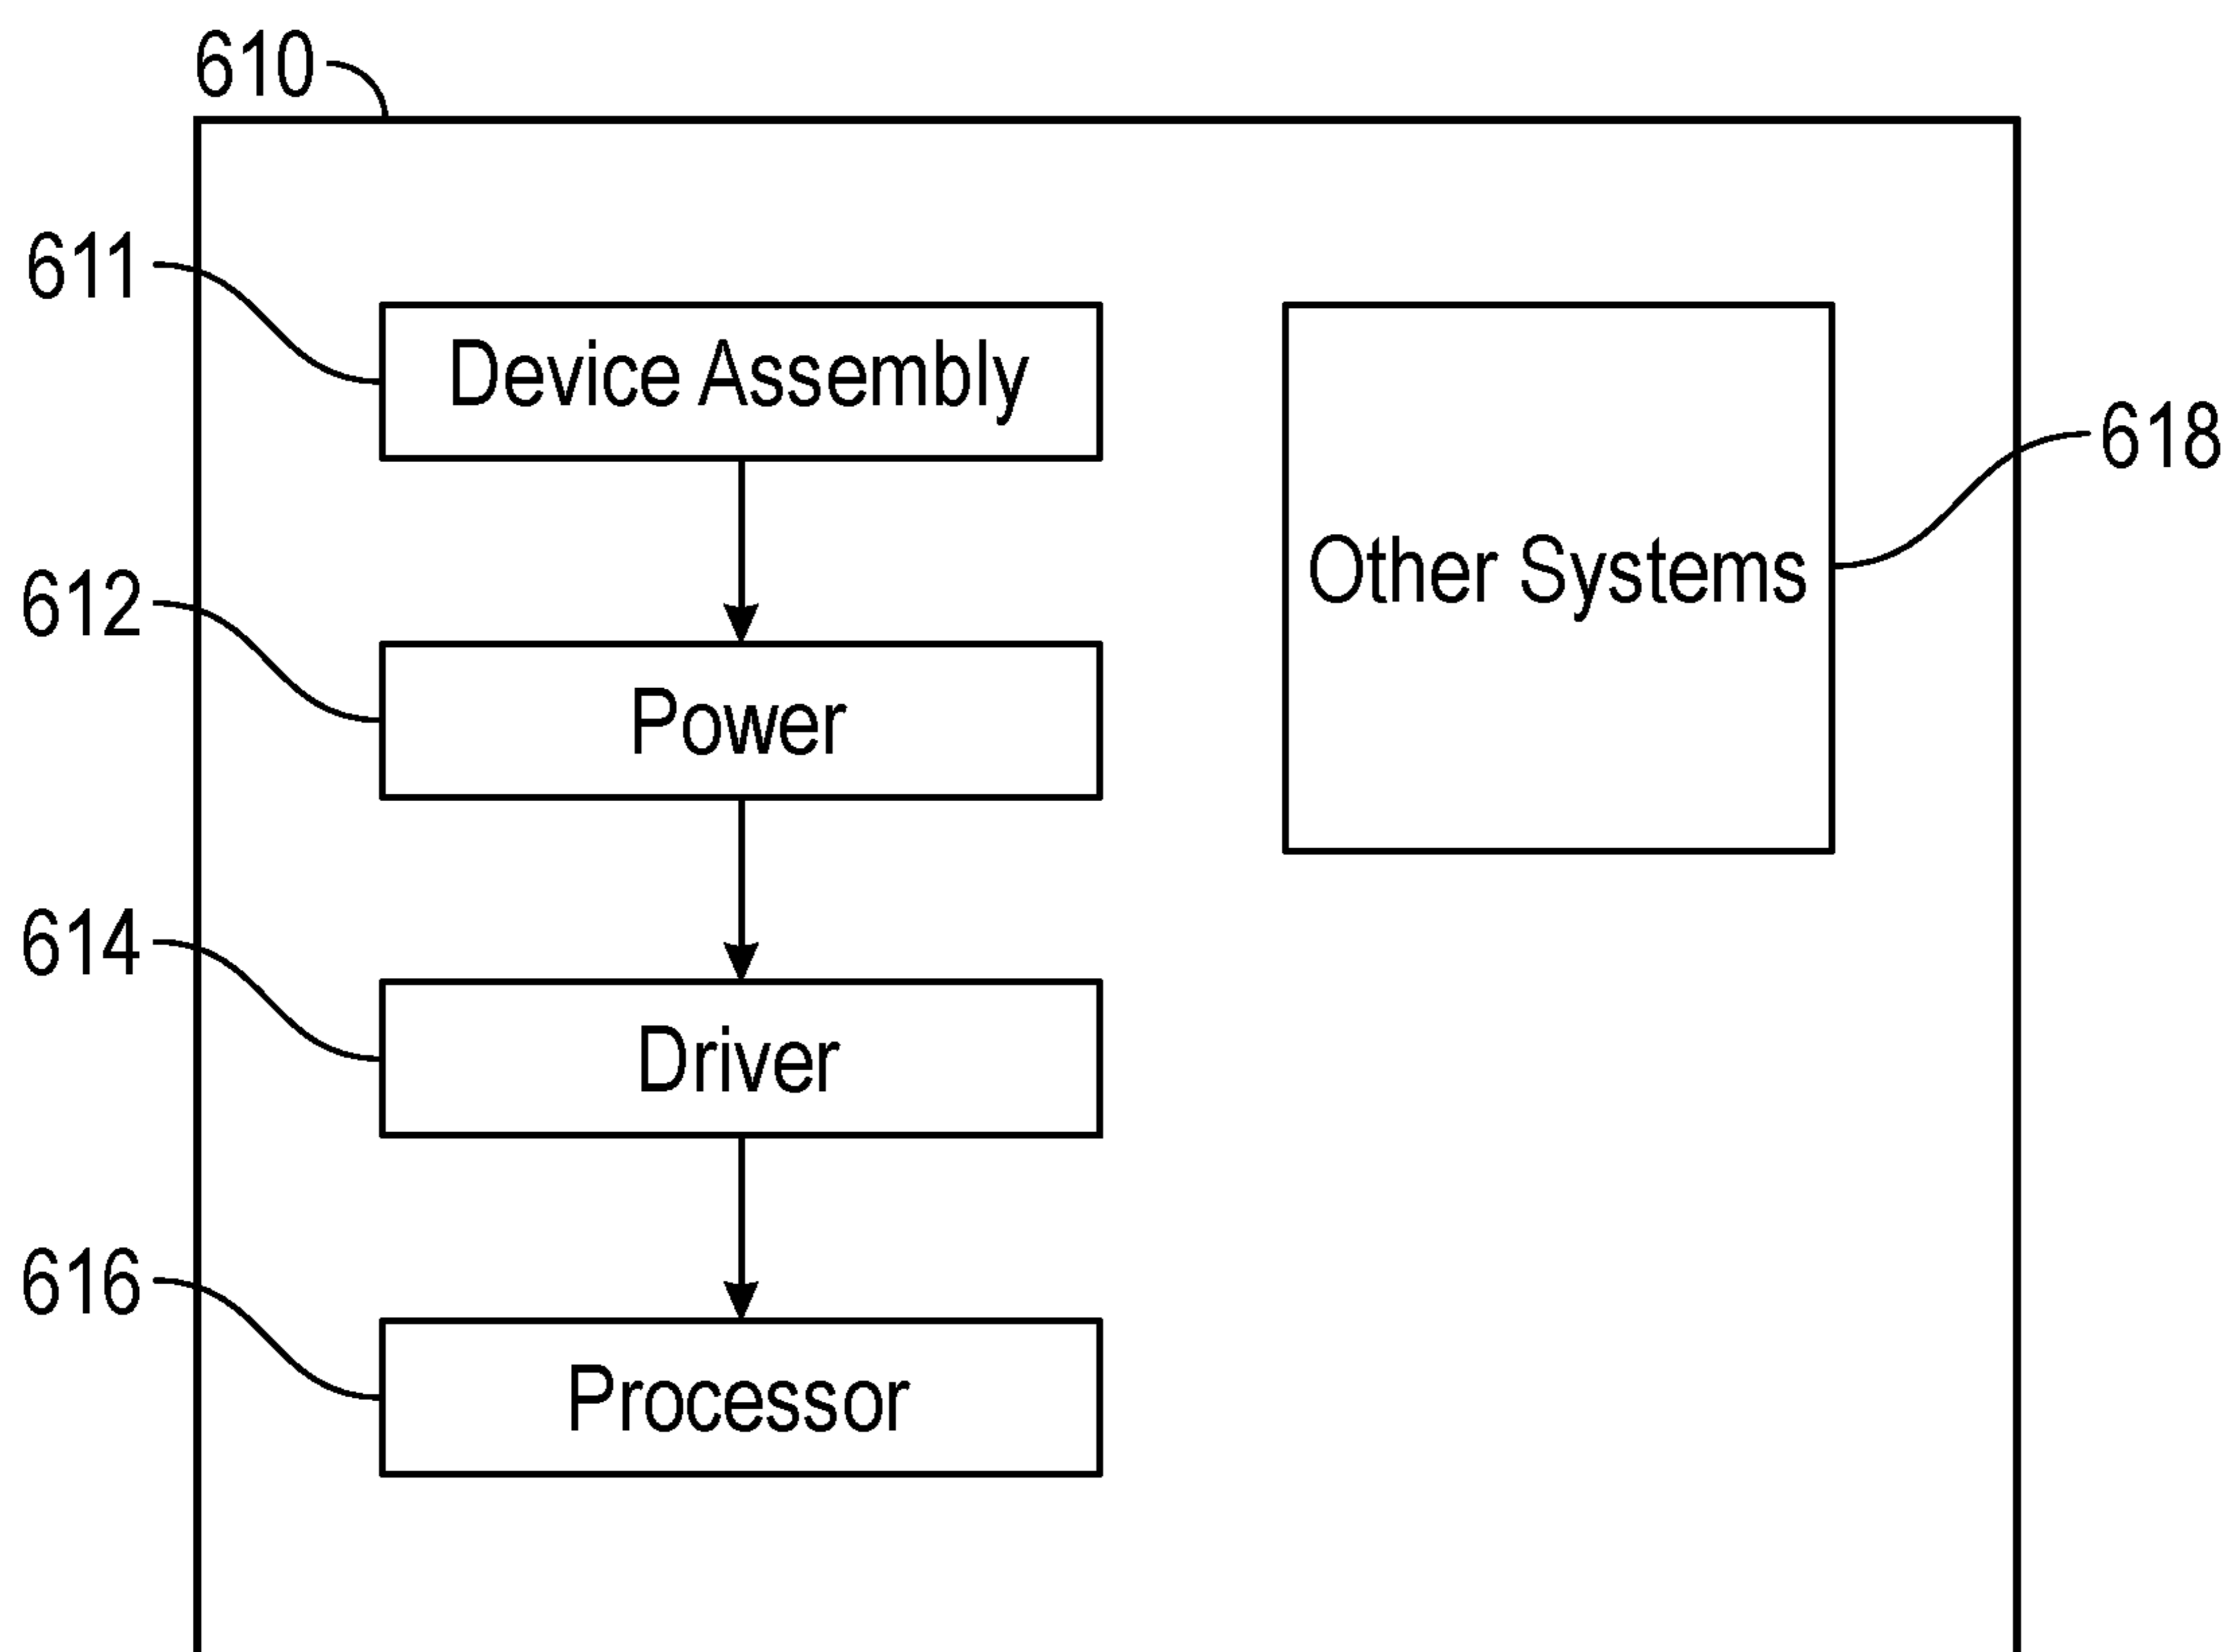 610
611
Device Assembly
618
Other Systems
612
Power
614
Driver
616
Processor